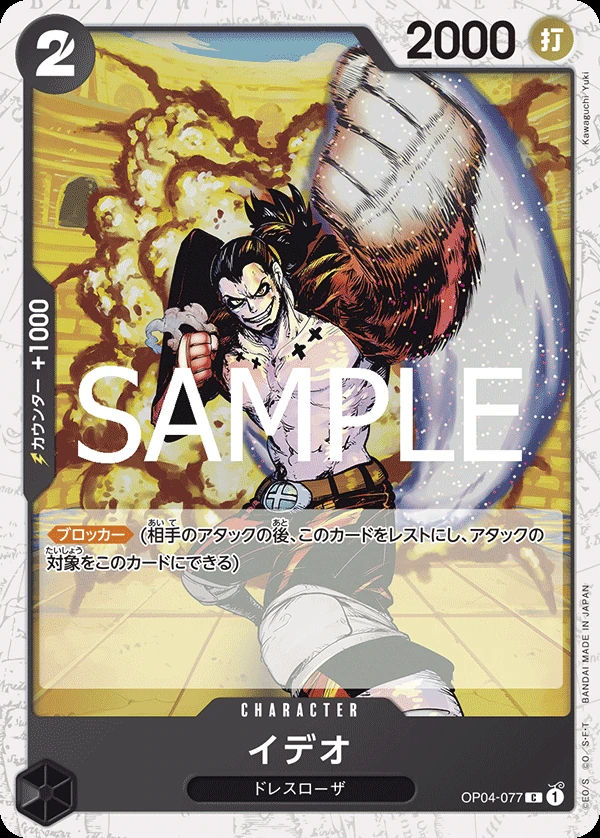 2
2000
打
Kawaguchi Yuki
カウンター +1000
SAMPLE
ブロッカー (相手のアタックの後、このカードをレストにし、アタックの
対象をこのカードにできる)
CHARACTER
イデオ
ドレスローザ
OP04-077 C 1
©E.O/S. ©O/S・F・T BANDAI MADE IN JAPAN